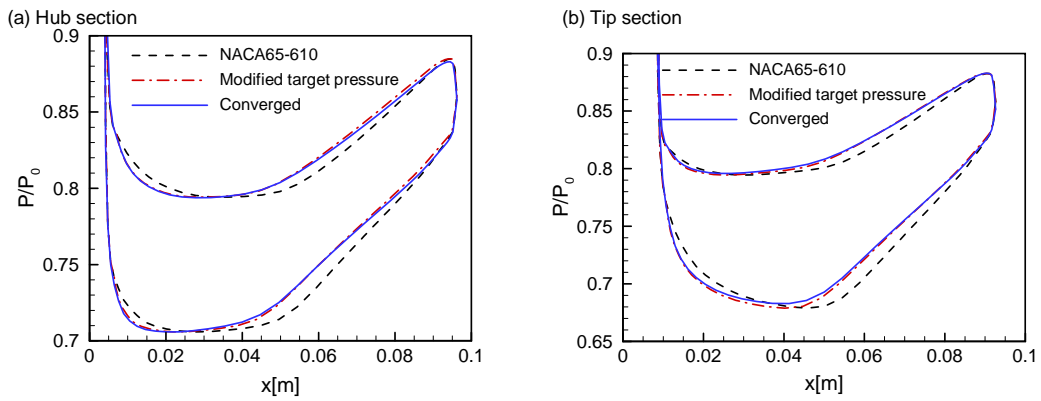 (a) Hub section
0.9
NACA65-610
Modified target pressure
Converged
0.85
0.8
0.75
0.7
P/P0
0 0.02 0.04 0.06 0.08 0.1
x[m]
(b) Tip section
0.9
NACA65-610
Modified target pressure
Converged
0.85
0.8
0.75
0.7
0.65
P/P0
0 0.02 0.04 0.06 0.08 0.1
x[m]